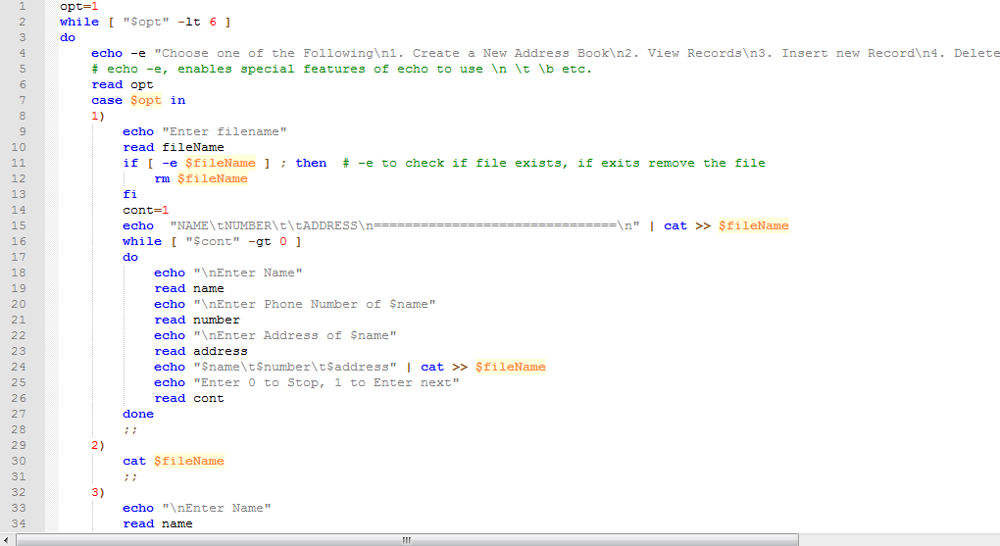 1 opt=1
2 while [ "$opt" -lt 6 ]
3 do
4 echo -e "Choose one of the Following\n1. Create a New Address Book\n2. View Records\n3. Insert new Record\n4. Delete
5 # echo -e, enables special features of echo to use \n \t \b etc.
6 read opt
7 case $opt in
8 1)
9 echo "Enter filename"
10 read fileName
11 if [ -e $fileName ] ; then # -e to check if file exists, if exits remove the file
12 rm $fileName
13 fi
14 cont=1
15 echo "NAME\tNUMBER\t\tADDRESS\n===============================\n" | cat >> $fileName
16 while [ "$cont" -gt 0 ]
17 do
18 echo "\nEnter Name"
19 read name
20 echo "\nEnter Phone Number of $name"
21 read number
22 echo "\nEnter Address of $name"
23 read address
24 echo "$name\t$number\t$address" | cat >> $fileName
25 echo "Enter 0 to Stop, 1 to Enter next"
26 read cont
27 done
28 ;;
29 2)
30 cat $fileName
31 ;;
32 3)
33 echo "\nEnter Name"
34 read name